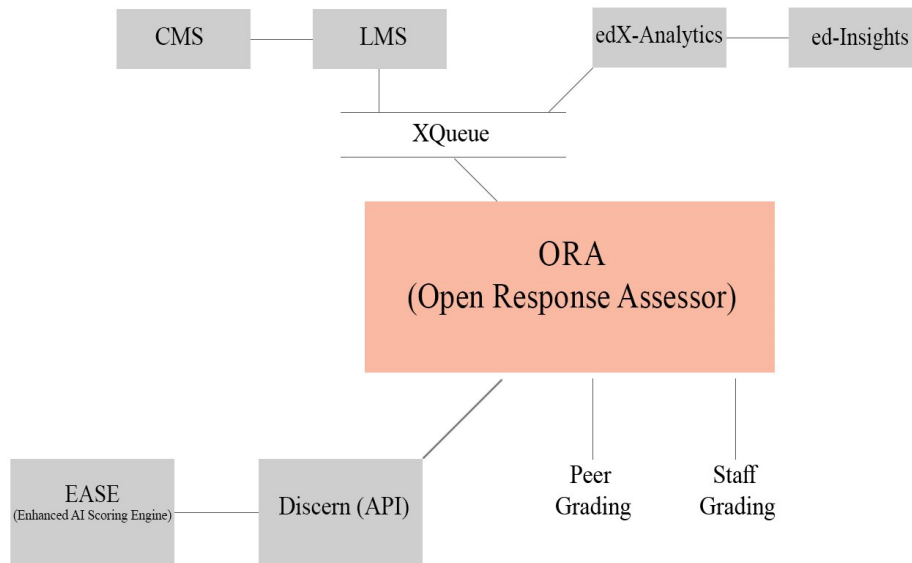 CMS
LMS
edX-Analytics
ed-Insights
XQueue
ORA
(Open Response Assessor)
EASE
(Enhanced AI Scoring Engine)
Discern (API)
Peer
Grading
Staff
Grading